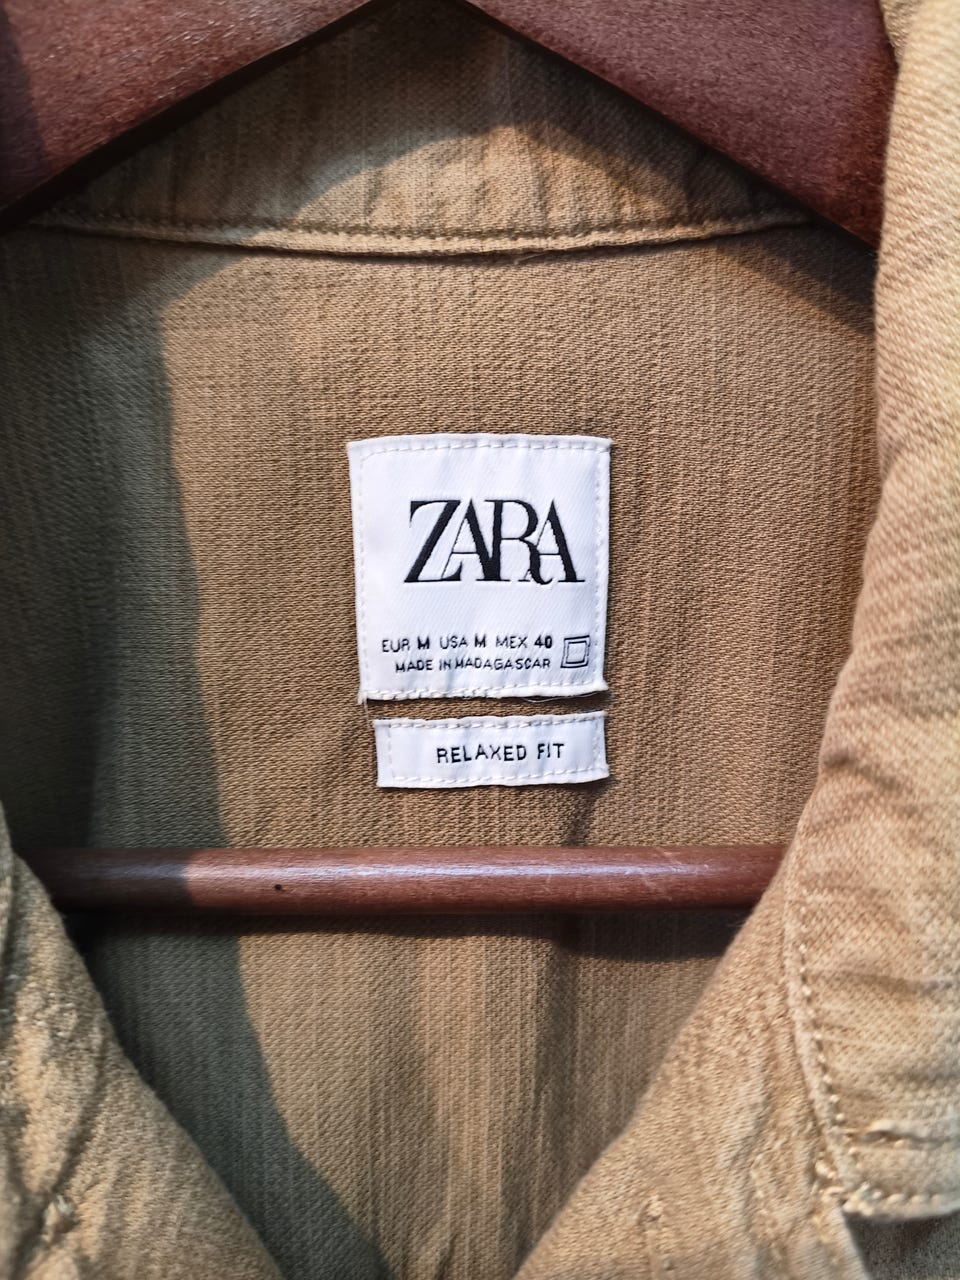 ZARA
EUR M USA M MEX 40
MADE IN MADAGASCAR
RELAXED FIT